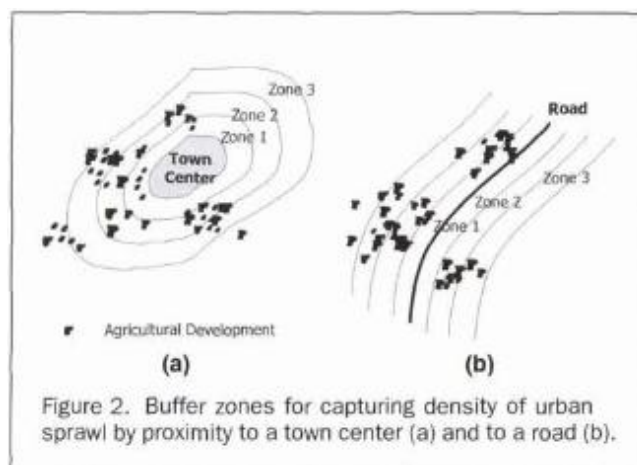 Zone 3
Zone 2
Zone 1
Town
Center
Road
Zone 3
Zone 2
Zone 1
Agricultural Development
(a)
(b)
Figure 2. Buffer zones for capturing density of urban
sprawl by proximity to a town center (a) and to a road (b).